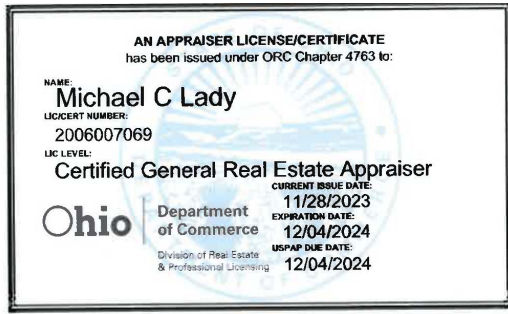 AN APPRAISER LICENSE/CERTIFICATE
has been issued under ORC Chapter 4763 to:
NAME:
Michael C Lady
LIC/CERT NUMBER:
2006007069
LIC LEVEL:
Certified General Real Estate Appraiser
CURRENT ISSUE DATE:
11/28/2023
EXPIRATION DATE:
12/04/2024
USPAP DUE DATE:
12/04/2024
Ohio
Department
of Commerce
Division of Real Estate
& Professional Licensing